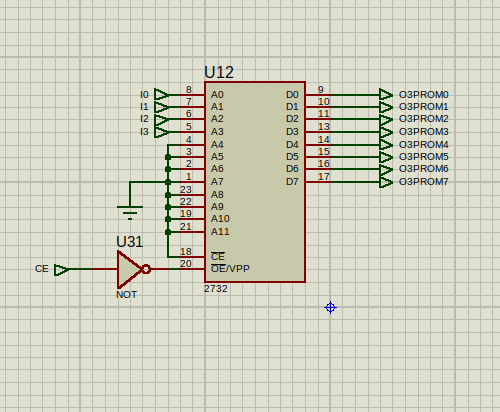 U12
I0 8 A0 D0 9 O3PROM0
I1 7 A1 D1 10 O3PROM1
I2 6 A2 D2 11 O3PROM2
I3 5 A3 D3 13 O3PROM3
4 A4 D4 14 O3PROM4
3 A5 D5 15 O3PROM5
2 A6 D6 16 O3PROM6
1 A7 D7 17 O3PROM7
23 A8
22 A9
19 A10
21 A11
U31
18 CE
CE 20 OE/VPP
NOT 2732